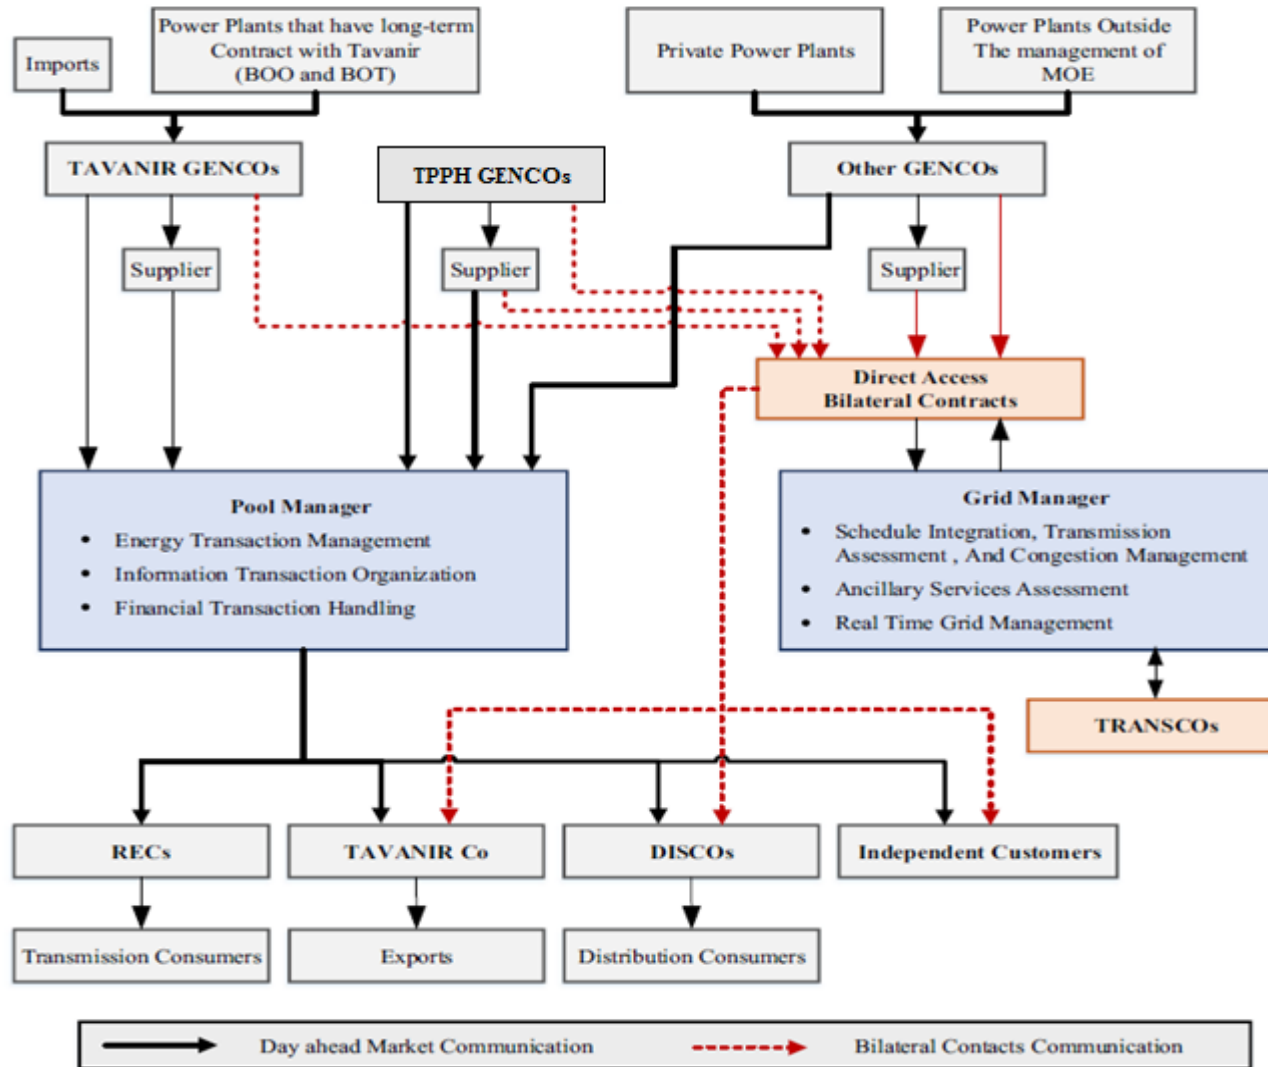 Imports
Power Plants that have long-term
Contract with Tavanir
(BOO and BOT)
Private Power Plants
Power Plants Outside
The management of
MOE
TAVANIR GENCOs
TPPH GENCOs
Other GENCOs
Supplier
Supplier
Supplier
Direct Access
Bilateral Contracts
Pool Manager
• Energy Transaction Management
• Information Transaction Organization
• Financial Transaction Handling
Grid Manager
• Schedule Integration, Transmission
Assessment , And Congestion Management
• Ancillary Services Assessment
• Real Time Grid Management
TRANSCOs
RECs
TAVANIR Co
DISCOs
Independent Customers
Transmission Consumers
Exports
Distribution Consumers
Day ahead Market Communication
Bilateral Contacts Communication